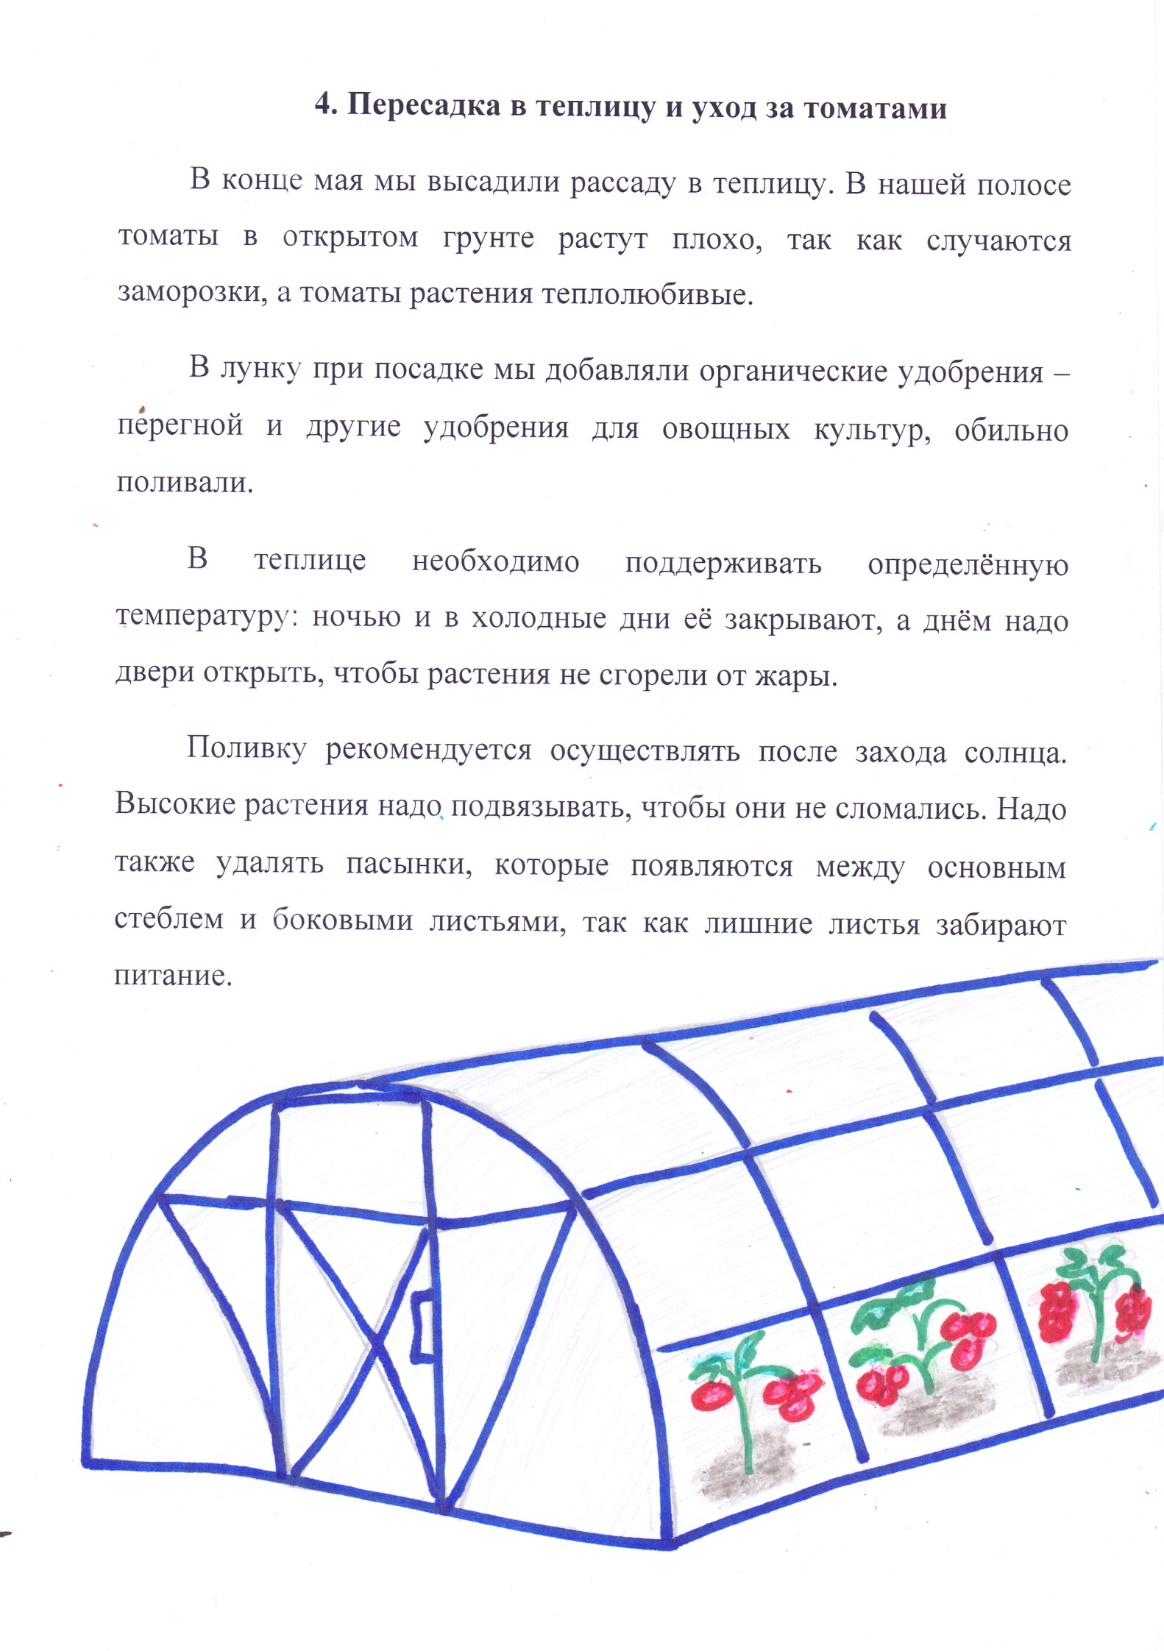 4. Пересадка в теплицу и уход за томатами
В конце мая мы высадили рассаду в теплицу. В нашей полосе
томаты в открытом грунте растут плохо, так как случаются
заморозки, а томаты растения теплолюбивые.
В лунку при посадке мы добавляли органические удобрения –
перегной и другие удобрения для овощных культур, обильно
поливали.
В теплице необходимо поддерживать определённую
температуру: ночью и в холодные дни её закрывают, а днём надо
двери открыть, чтобы растения не сгорели от жары.
Поливку рекомендуется осуществлять после захода солнца.
Высокие растения надо подвязывать, чтобы они не сломались. Надо
также удалять пасынки, которые появляются между основным
стеблем и боковыми листьями, так как лишние листья забирают
питание.